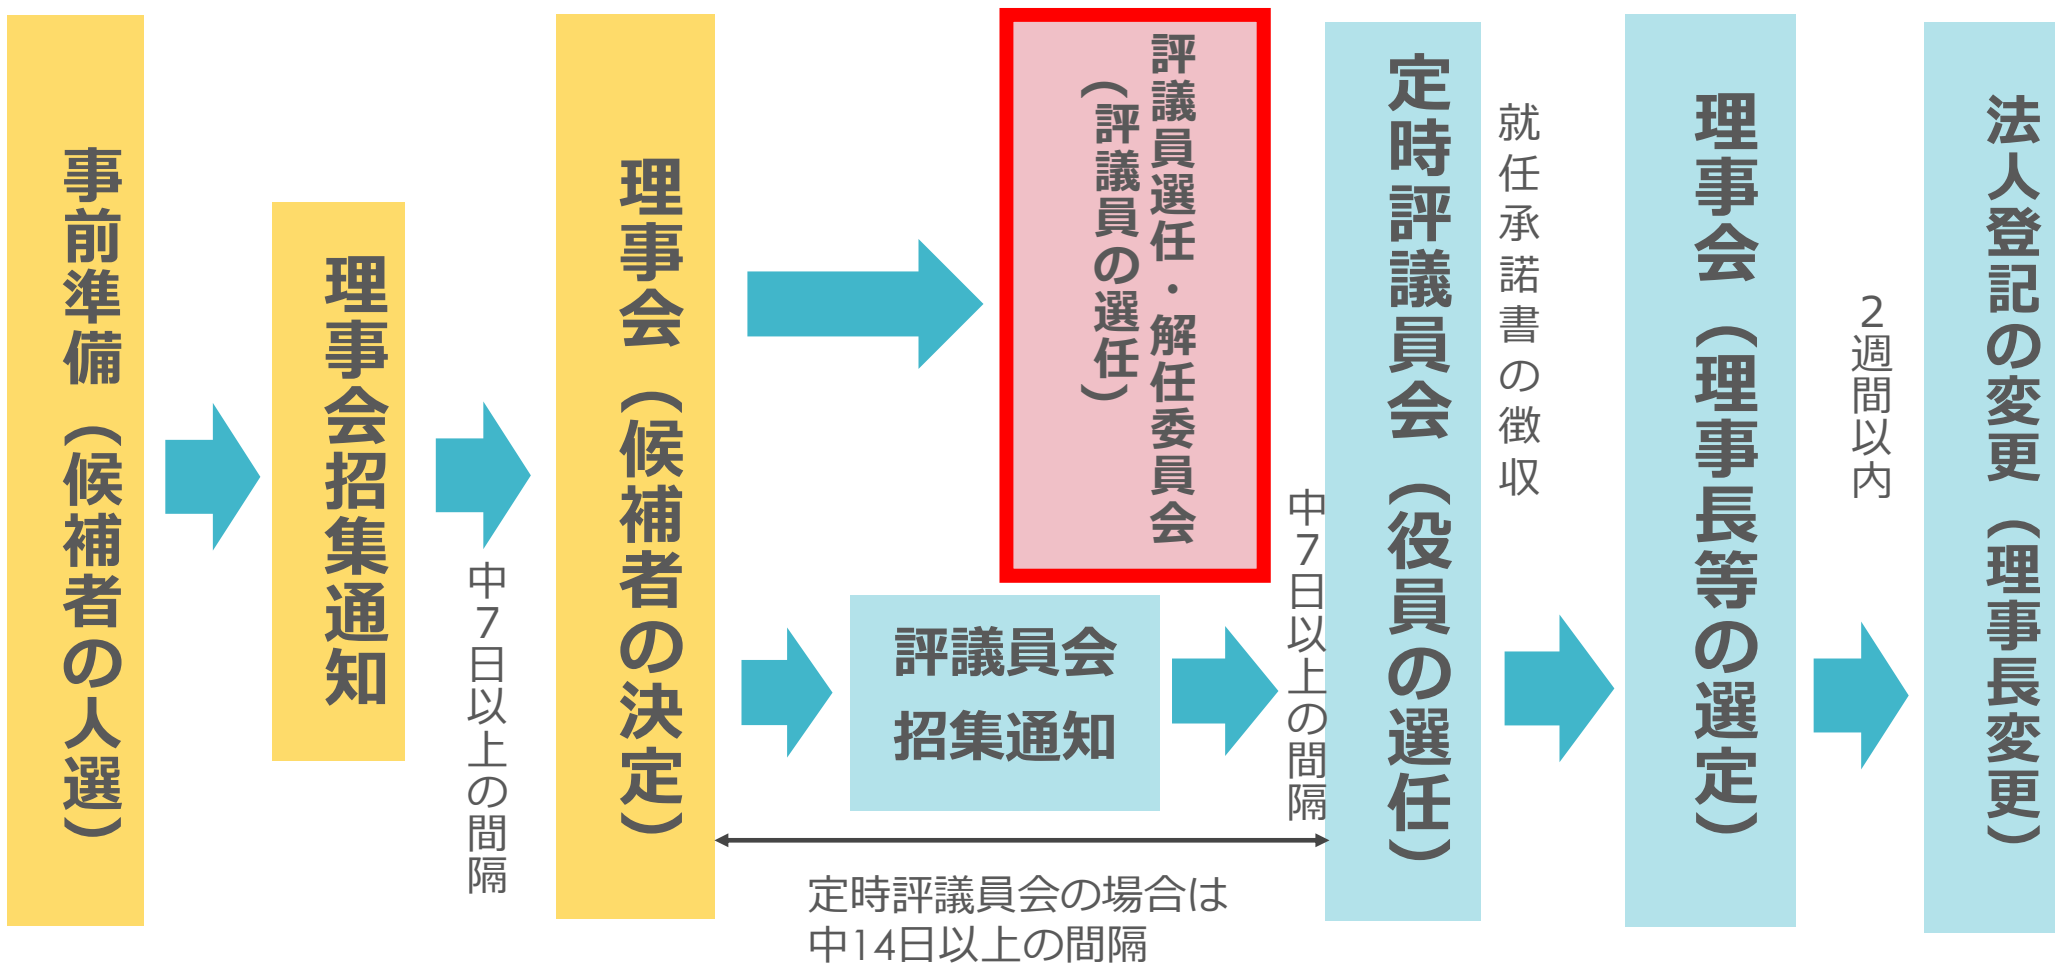 事前準備（候補者の人選）
理事会招集通知
中7日以上の間隔
理事会（候補者の決定）
評議員選任・解任委員会
（評議員の選任）
評議員会
招集通知
中7日以上の間隔
定時評議員会の場合は
中14日以上の間隔
定時評議員会（役員の選任）
就任承諾書の徴収
理事会（理事長等の選定）
2週間以内
法人登記の変更（理事長変更）